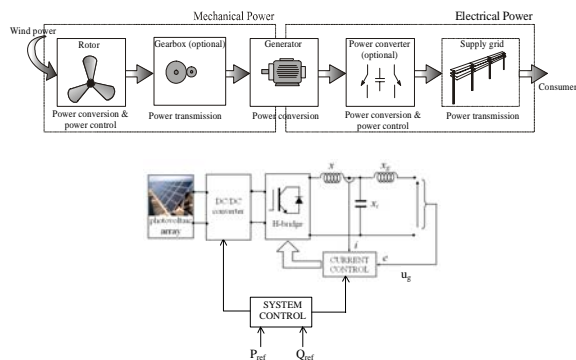 Mechanical Power
Electrical Power
Wind power
Rotor
Gearbox (optional)
Generator
Power converter
(optional)
Supply grid
Consumer
Power conversion &
power control
Power transmission
Power conversion
Power conversion &
power control
Power transmission
x
x_g
DC/DC
converter
H-bridge
x_c
photovoltaic
array
i
e
CURRENT
CONTROL
u_g
SYSTEM
CONTROL
P_ref
Q_ref